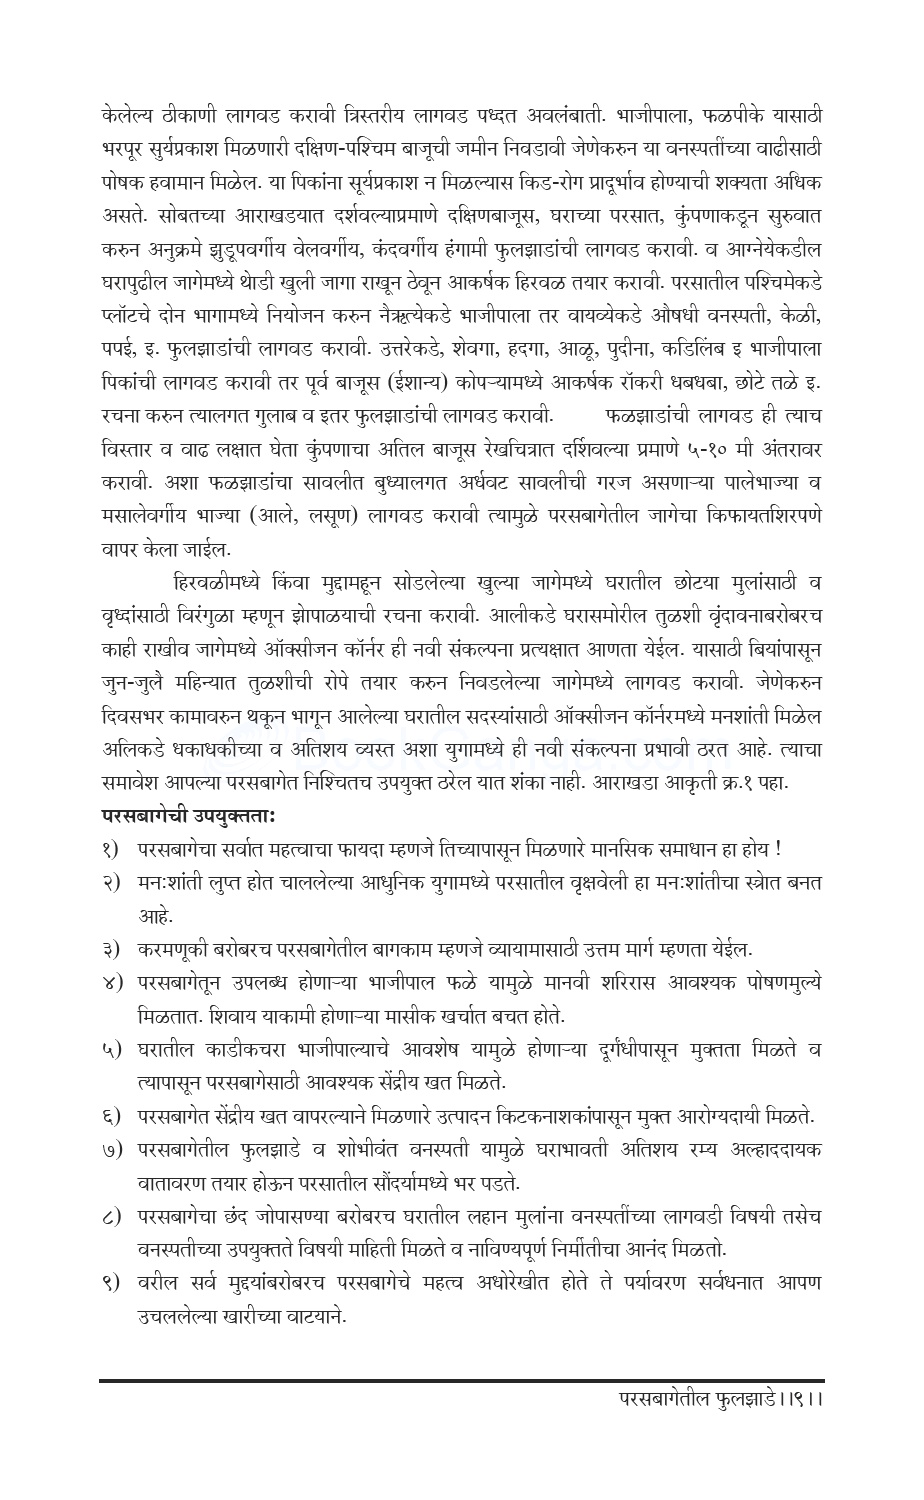 केलेल्य ठीकाणी लागवड करावी त्रिस्तरीय लागवड पध्दत अवलंबाती. भाजीपाला, फळपीके यासाठी
भरपूर सुर्यप्रकाश मिळणारी दक्षिण-पश्चिम बाजूची जमीन निवडावी जेणेकरुन या वनस्पतींच्या वाढीसाठी
पोषक हवामान मिळेल. या पिकांना सूर्यप्रकाश न मिळल्यास किड-रोग प्रादूर्भाव होण्याची शक्यता अधिक
असते. सोबतच्या आराखडयात दर्शवल्याप्रमाणे दक्षिणबाजूस, घराच्या परसात, कुंपणाकडून सुरुवात
करुन अनुक्रमे झुडूपवर्गीय वेलवर्गीय, कंदवर्गीय हंगामी फुलझाडांची लागवड करावी. व आग्नेयेकडील
घरापुढील जागेमध्ये थोडी खुली जागा राखून ठेवून आकर्षक हिरवळ तयार करावी. परसातील पश्चिमेकडे
प्लॉटचे दोन भागामध्ये नियोजन करुन नैऋत्येकडे भाजीपाला तर वायव्येकडे औषधी वनस्पती, केळी,
पपई, इ. फुलझाडांची लागवड करावी. उत्तरेकडे, शेवगा, हदगा, आळू, पुदीना, कडिलिंब इ भाजीपाला
पिकांची लागवड करावी तर पूर्व बाजूस (ईशान्य) कोपऱ्यामध्ये आकर्षक रॉकरी धबधबा, छोटे तळे इ.
रचना करुन त्यालगत गुलाब व इतर फुलझाडांची लागवड करावी. फळझाडांची लागवड ही त्याच
विस्तार व वाढ लक्षात घेता कुंपणाचा अतिल बाजूस रेखचित्रात दर्शिवल्या प्रमाणे ५-१० मी अंतरावर
करावी. अशा फळझाडांचा सावलीत बुध्यालगत अर्धवट सावलीची गरज असणाऱ्या पालेभाज्या व
मसालेवर्गीय भाज्या (आले, लसूण) लागवड करावी त्यामुळे परसबागेतील जागेचा किफायतशिरपणे
वापर केला जाईल.
हिरवळीमध्ये किंवा मुद्दामहून सोडलेल्या खुल्या जागेमध्ये घरातील छोटया मुलांसाठी व
वृध्दांसाठी विरंगुळा म्हणून झोपाळयाची रचना करावी. आलीकडे घरासमोरील तुळशी वृंदावनाबरोबरच
काही राखीव जागेमध्ये ऑक्सीजन कॉर्नर ही नवी संकल्पना प्रत्यक्षात आणता येईल. यासाठी बियांपासून
जुन-जुलै महिन्यात तुळशीची रोपे तयार करुन निवडलेल्या जागेमध्ये लागवड करावी. जेणेकरुन
दिवसभर कामावरुन थकून भागून आलेल्या घरातील सदस्यांसाठी ऑक्सीजन कॉर्नरमध्ये मनशांती मिळेल
अलिकडे धकाधकीच्या व अतिशय व्यस्त अशा युगामध्ये ही नवी संकल्पना प्रभावी ठरत आहे. त्याचा
समावेश आपल्या परसबागेत निश्चितच उपयुक्त ठरेल यात शंका नाही. आराखडा आकृती क्र.१ पहा.
परसबागेची उपयुक्तता:
१) परसबागेचा सर्वात महत्वाचा फायदा म्हणजे तिच्यापासून मिळणारे मानसिक समाधान हा होय !
२) मन:शांती लुप्त होत चाललेल्या आधुनिक युगामध्ये परसातील वृक्षवेली हा मन:शांतीचा स्त्रोत बनत
आहे.
३) करमणूकी बरोबरच परसबागेतील बागकाम म्हणजे व्यायामासाठी उत्तम मार्ग म्हणता येईल.
४) परसबागेतून उपलब्ध होणाऱ्या भाजीपाल फळे यामुळे मानवी शरिरास आवश्यक पोषणमुल्ये
मिळतात. शिवाय याकामी होणाऱ्या मासीक खर्चात बचत होते.
५) घरातील काडीकचरा भाजीपाल्याचे आवशेष यामुळे होणाऱ्या दूर्गंधीपासून मुक्तता मिळते व
त्यापासून परसबागेसाठी आवश्यक सेंद्रीय खत मिळते.
६) परसबागेत सेंद्रीय खत वापरल्याने मिळणारे उत्पादन किटकनाशकांपासून मुक्त आरोग्यदायी मिळते.
७) परसबागेतील फुलझाडे व शोभीवंत वनस्पती यामुळे घराभावती अतिशय रम्य अल्हाददायक
वातावरण तयार होऊन परसातील सौंदर्यामध्ये भर पडते.
८) परसबागेचा छंद जोपासण्या बरोबरच घरातील लहान मुलांना वनस्पतींच्या लागवडी विषयी तसेच
वनस्पतीच्या उपयुक्तते विषयी माहिती मिळते व नाविण्यपूर्ण निर्मीतीचा आनंद मिळतो.
९) वरील सर्व मुद्दयांबरोबरच परसबागेचे महत्व अधोरेखीत होते ते पर्यावरण सर्वधनात आपण
उचललेल्या खारीच्या वाटयाने.
परसबागेतील फुलझाडे।।९।।